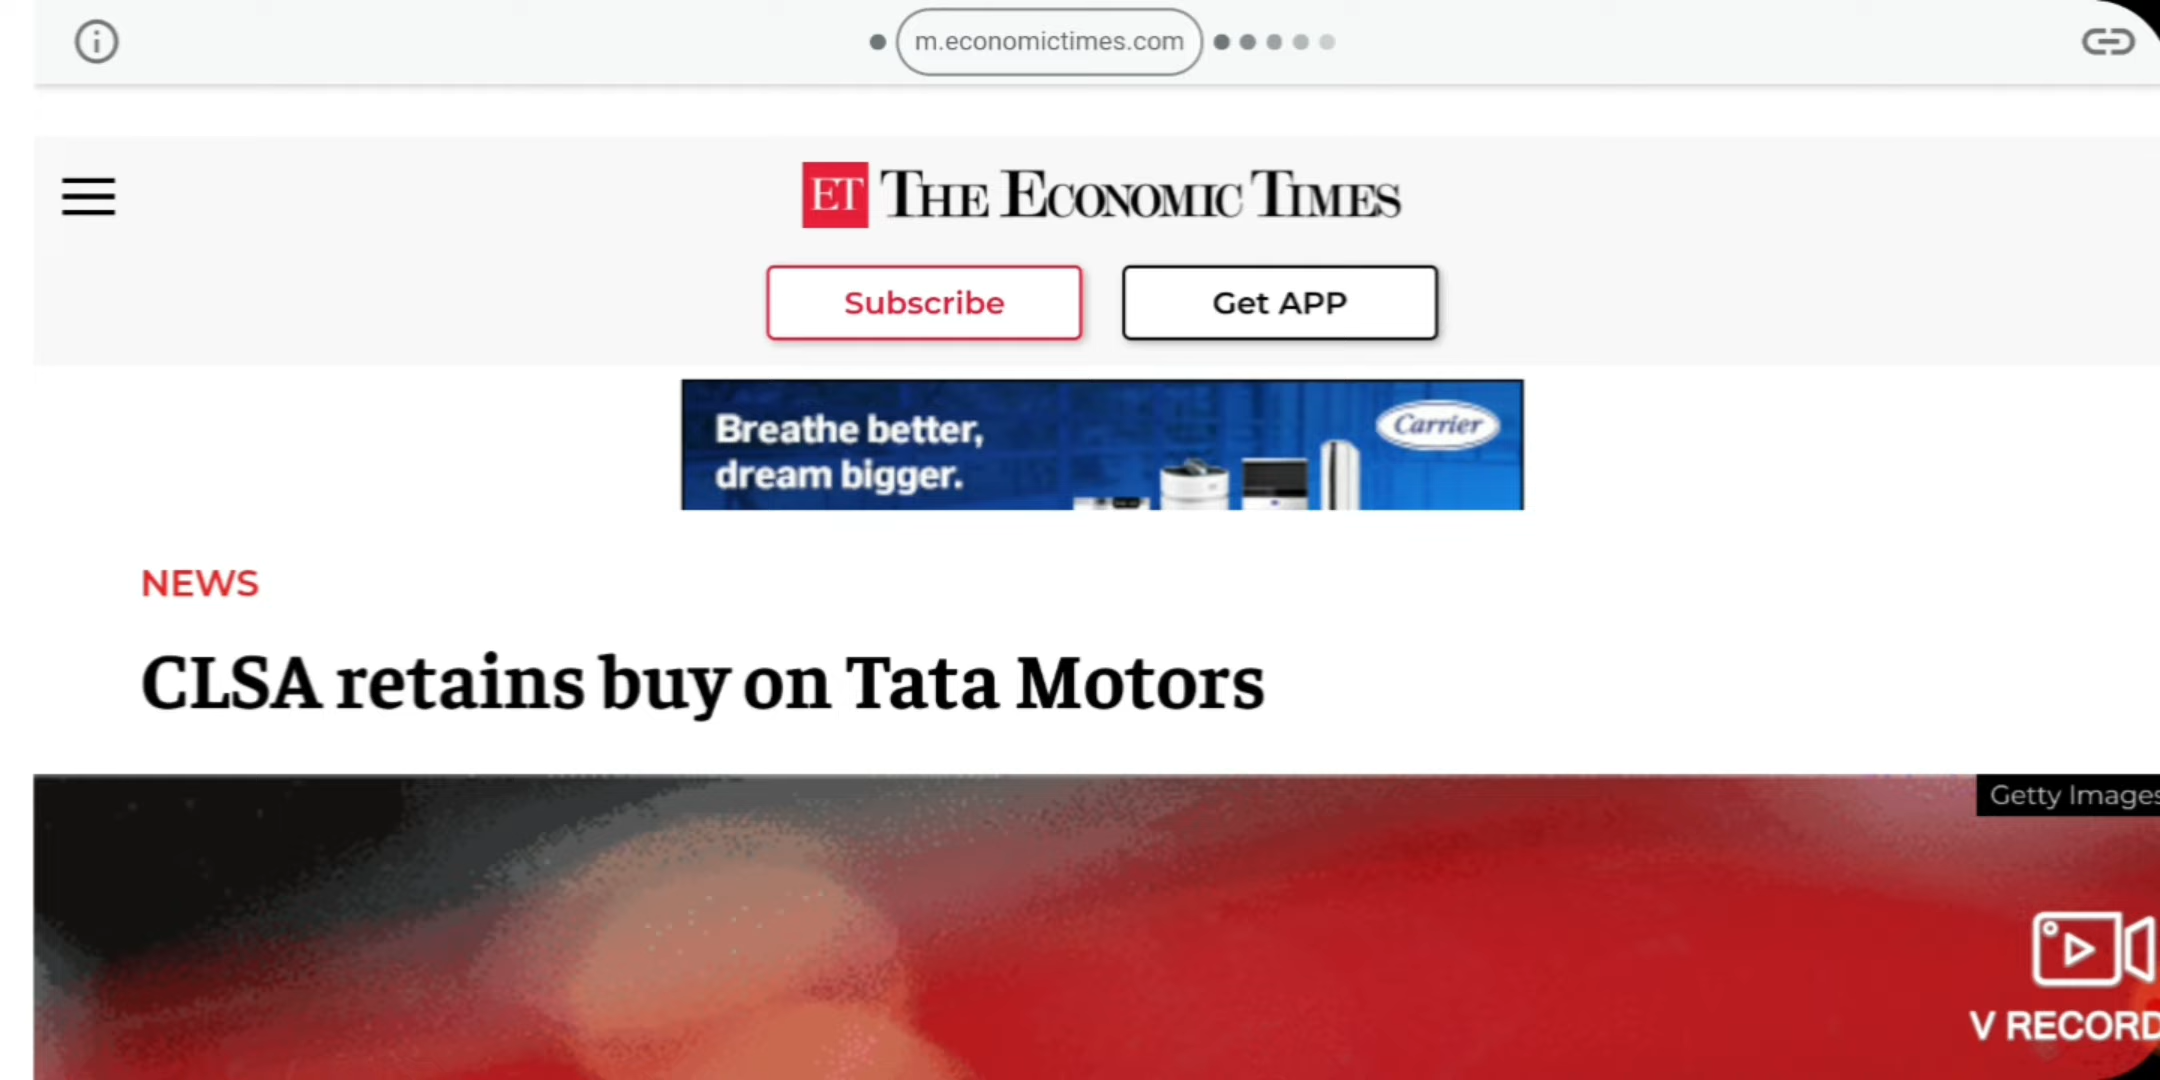 m.economictimes.com
ET THE ECONOMIC TIMES
Subscribe
Get APP
Breathe better,
dream bigger.
Carrier
NEWS
CLSA retains buy on Tata Motors
Getty Images
V RECORD